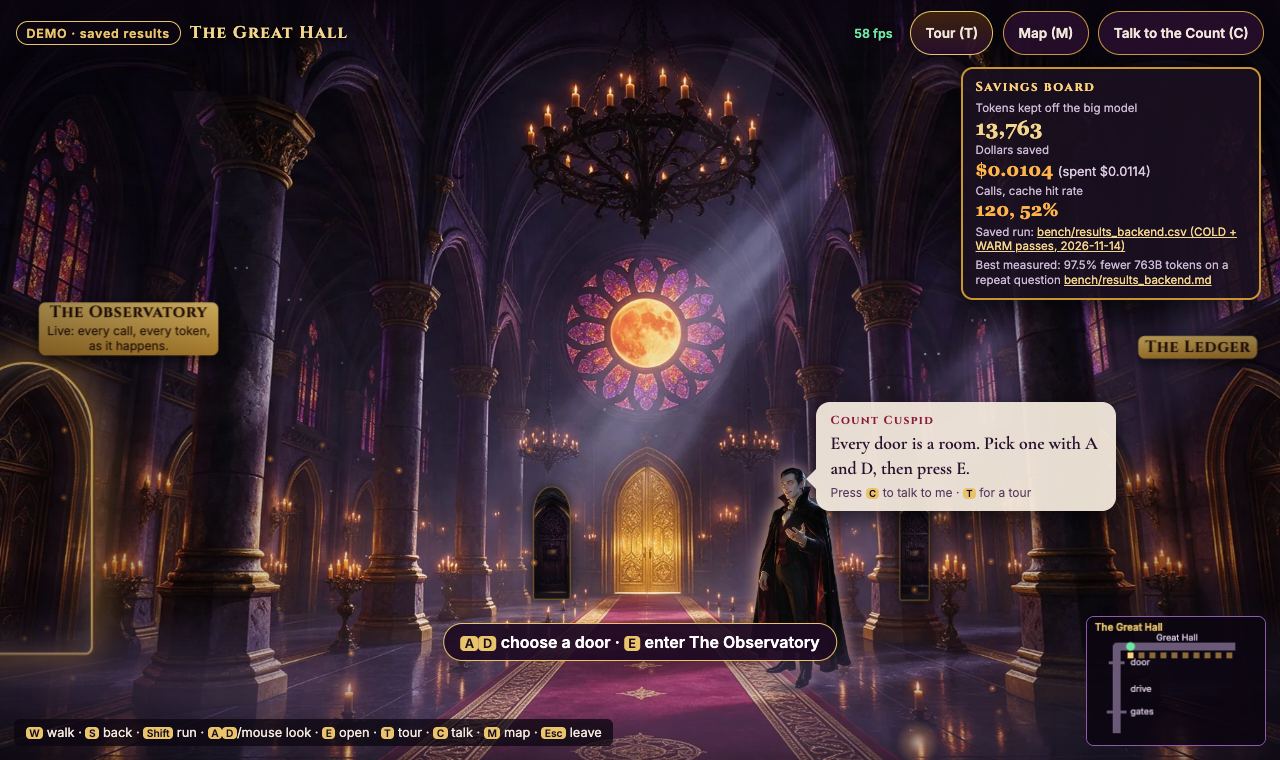 DEMO · saved results
THE GREAT HALL
58 fps
Tour (T)
Map (M)
Talk to the Count (C)
SAVINGS BOARD
Tokens kept off the big model
13,763
Dollars saved
$0.0104 (spent $0.0114)
Calls, cache hit rate
120, 52%
Saved run: bench/results_backend.csv (COLD +
WARM passes, 2026-11-14)
Best measured: 97.5% fewer 763B tokens on a
repeat question bench/results_backend.md
THE OBSERVATORY
Live: every call, every token,
as it happens.
THE LEDGER
COUNT CUSPID
Every door is a room. Pick one with A
and D, then press E.
Press C to talk to me · T for a tour
A D choose a door · E enter The Observatory
The Great Hall
Great Hall
door
drive
gates
W walk · S back · Shift run · A D/mouse look · E open · T tour · C talk · M map · Esc leave